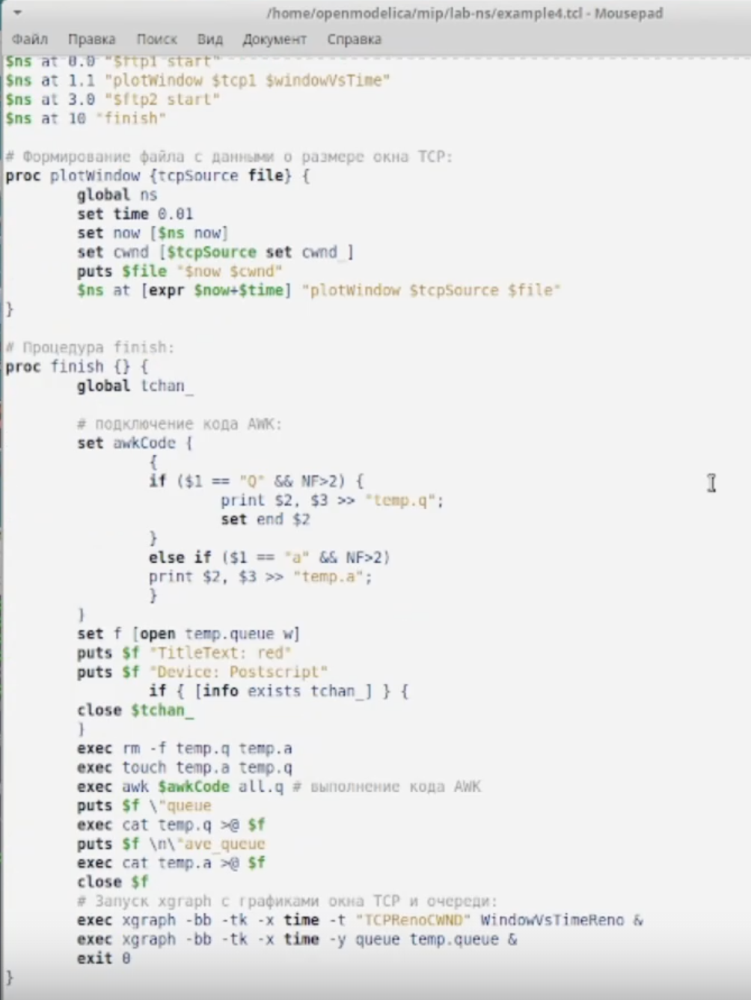 /home/openmodelica/mip/lab-ns/example4.tcl - Mousepad
Файл Правка Поиск Вид Документ Справка
$ns at 0.0 "$ftp1 start"
$ns at 1.1 "plotWindow $tcp1 $windowVsTime"
$ns at 3.0 "$ftp2 start"
$ns at 10 "finish"
# Формирование файла с данными о размере окна TCP:
proc plotWindow {tcpSource file} {
global ns
set time 0.01
set now [$ns now]
set cwnd [$tcpSource set cwnd_]
puts $file "$now $cwnd"
$ns at [expr $now+$time] "plotWindow $tcpSource $file"
}
# Процедура finish:
proc finish {} {
global tchan_
# подключение кода AWK:
set awkCode {
{
if ($1 == "Q" && NF>2) {
print $2, $3 >> "temp.q";
set end $2
}
else if ($1 == "a" && NF>2)
print $2, $3 >> "temp.a";
}
}
set f [open temp.queue w]
puts $f "TitleText: red"
puts $f "Device: Postscript"
if { [info exists tchan_] } {
close $tchan_
}
exec rm -f temp.q temp.a
exec touch temp.a temp.q
exec awk $awkCode all.q # выполнение кода AWK
puts $f \"queue
exec cat temp.q >@ $f
puts $f \n\"ave_queue
exec cat temp.a >@ $f
close $f
# Запуск xgraph с графиками окна TCP и очереди:
exec xgraph -bb -tk -x time -t "TCPRenoCWND" WindowVsTimeReno &
exec xgraph -bb -tk -x time -y queue temp.queue &
exit 0
}